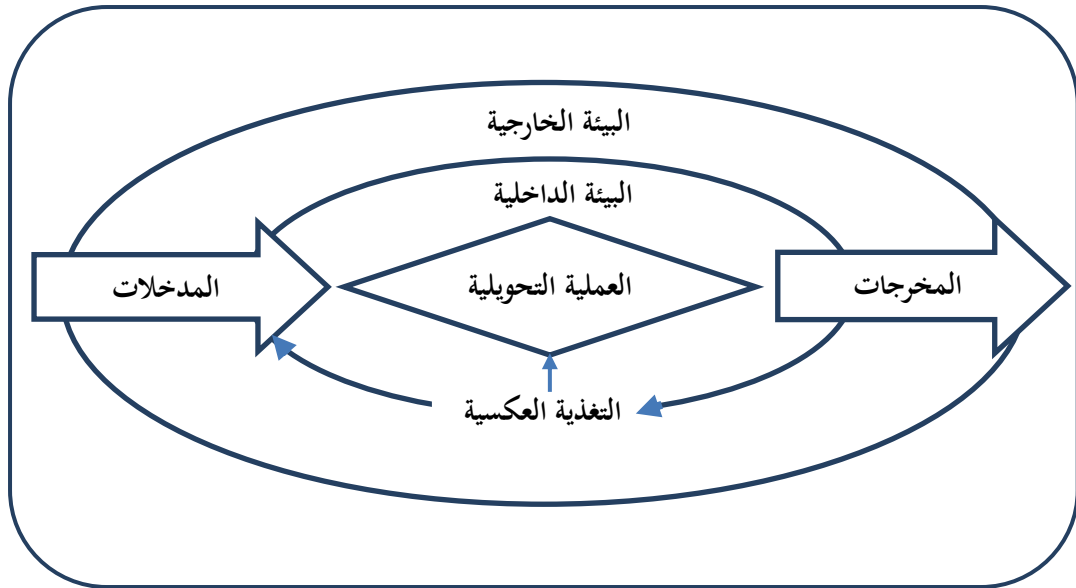 البيئة الخارجية
البيئة الداخلية
المدخلات
العملية التحويلية
المخرجات
التغذية العكسية